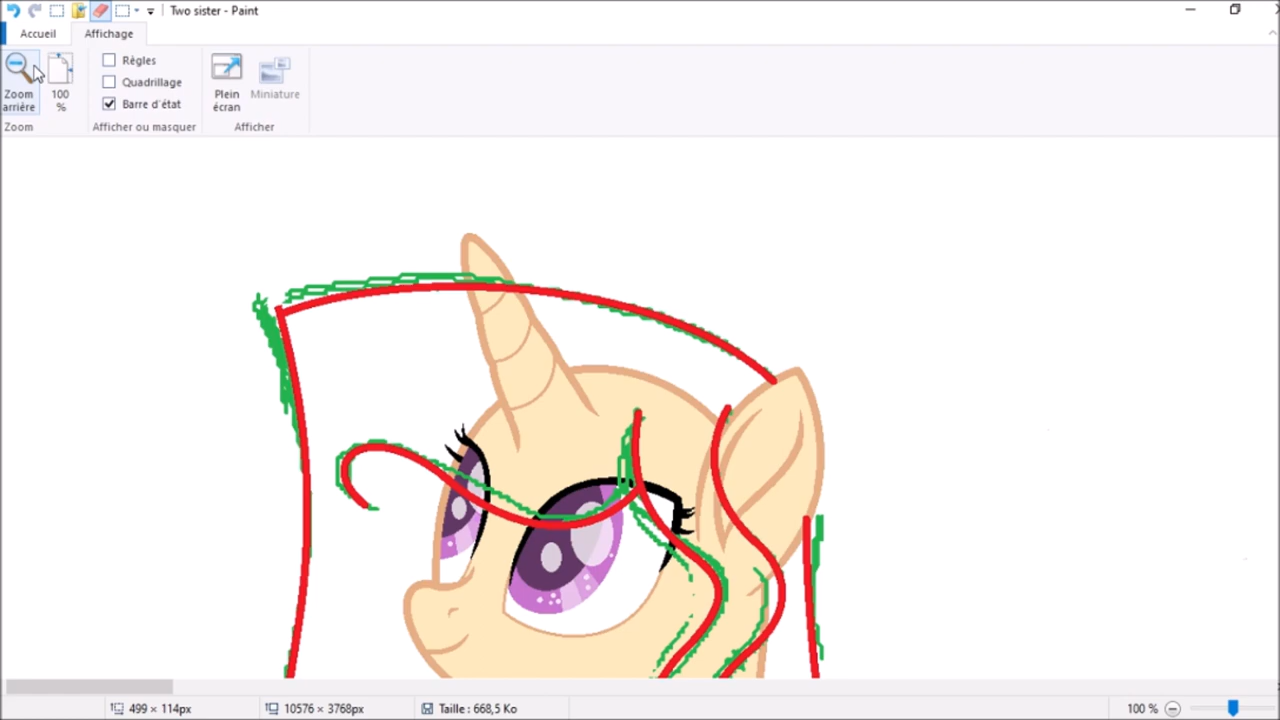 Two sister - Paint
Accueil
Affichage
Zoom arrière
100 %
Règles
Quadrillage
Barre d'état
Plein écran
Miniature
Zoom
Afficher ou masquer
Afficher
499 × 114px
10576 × 3768px
Taille : 668,5 Ko
100 %